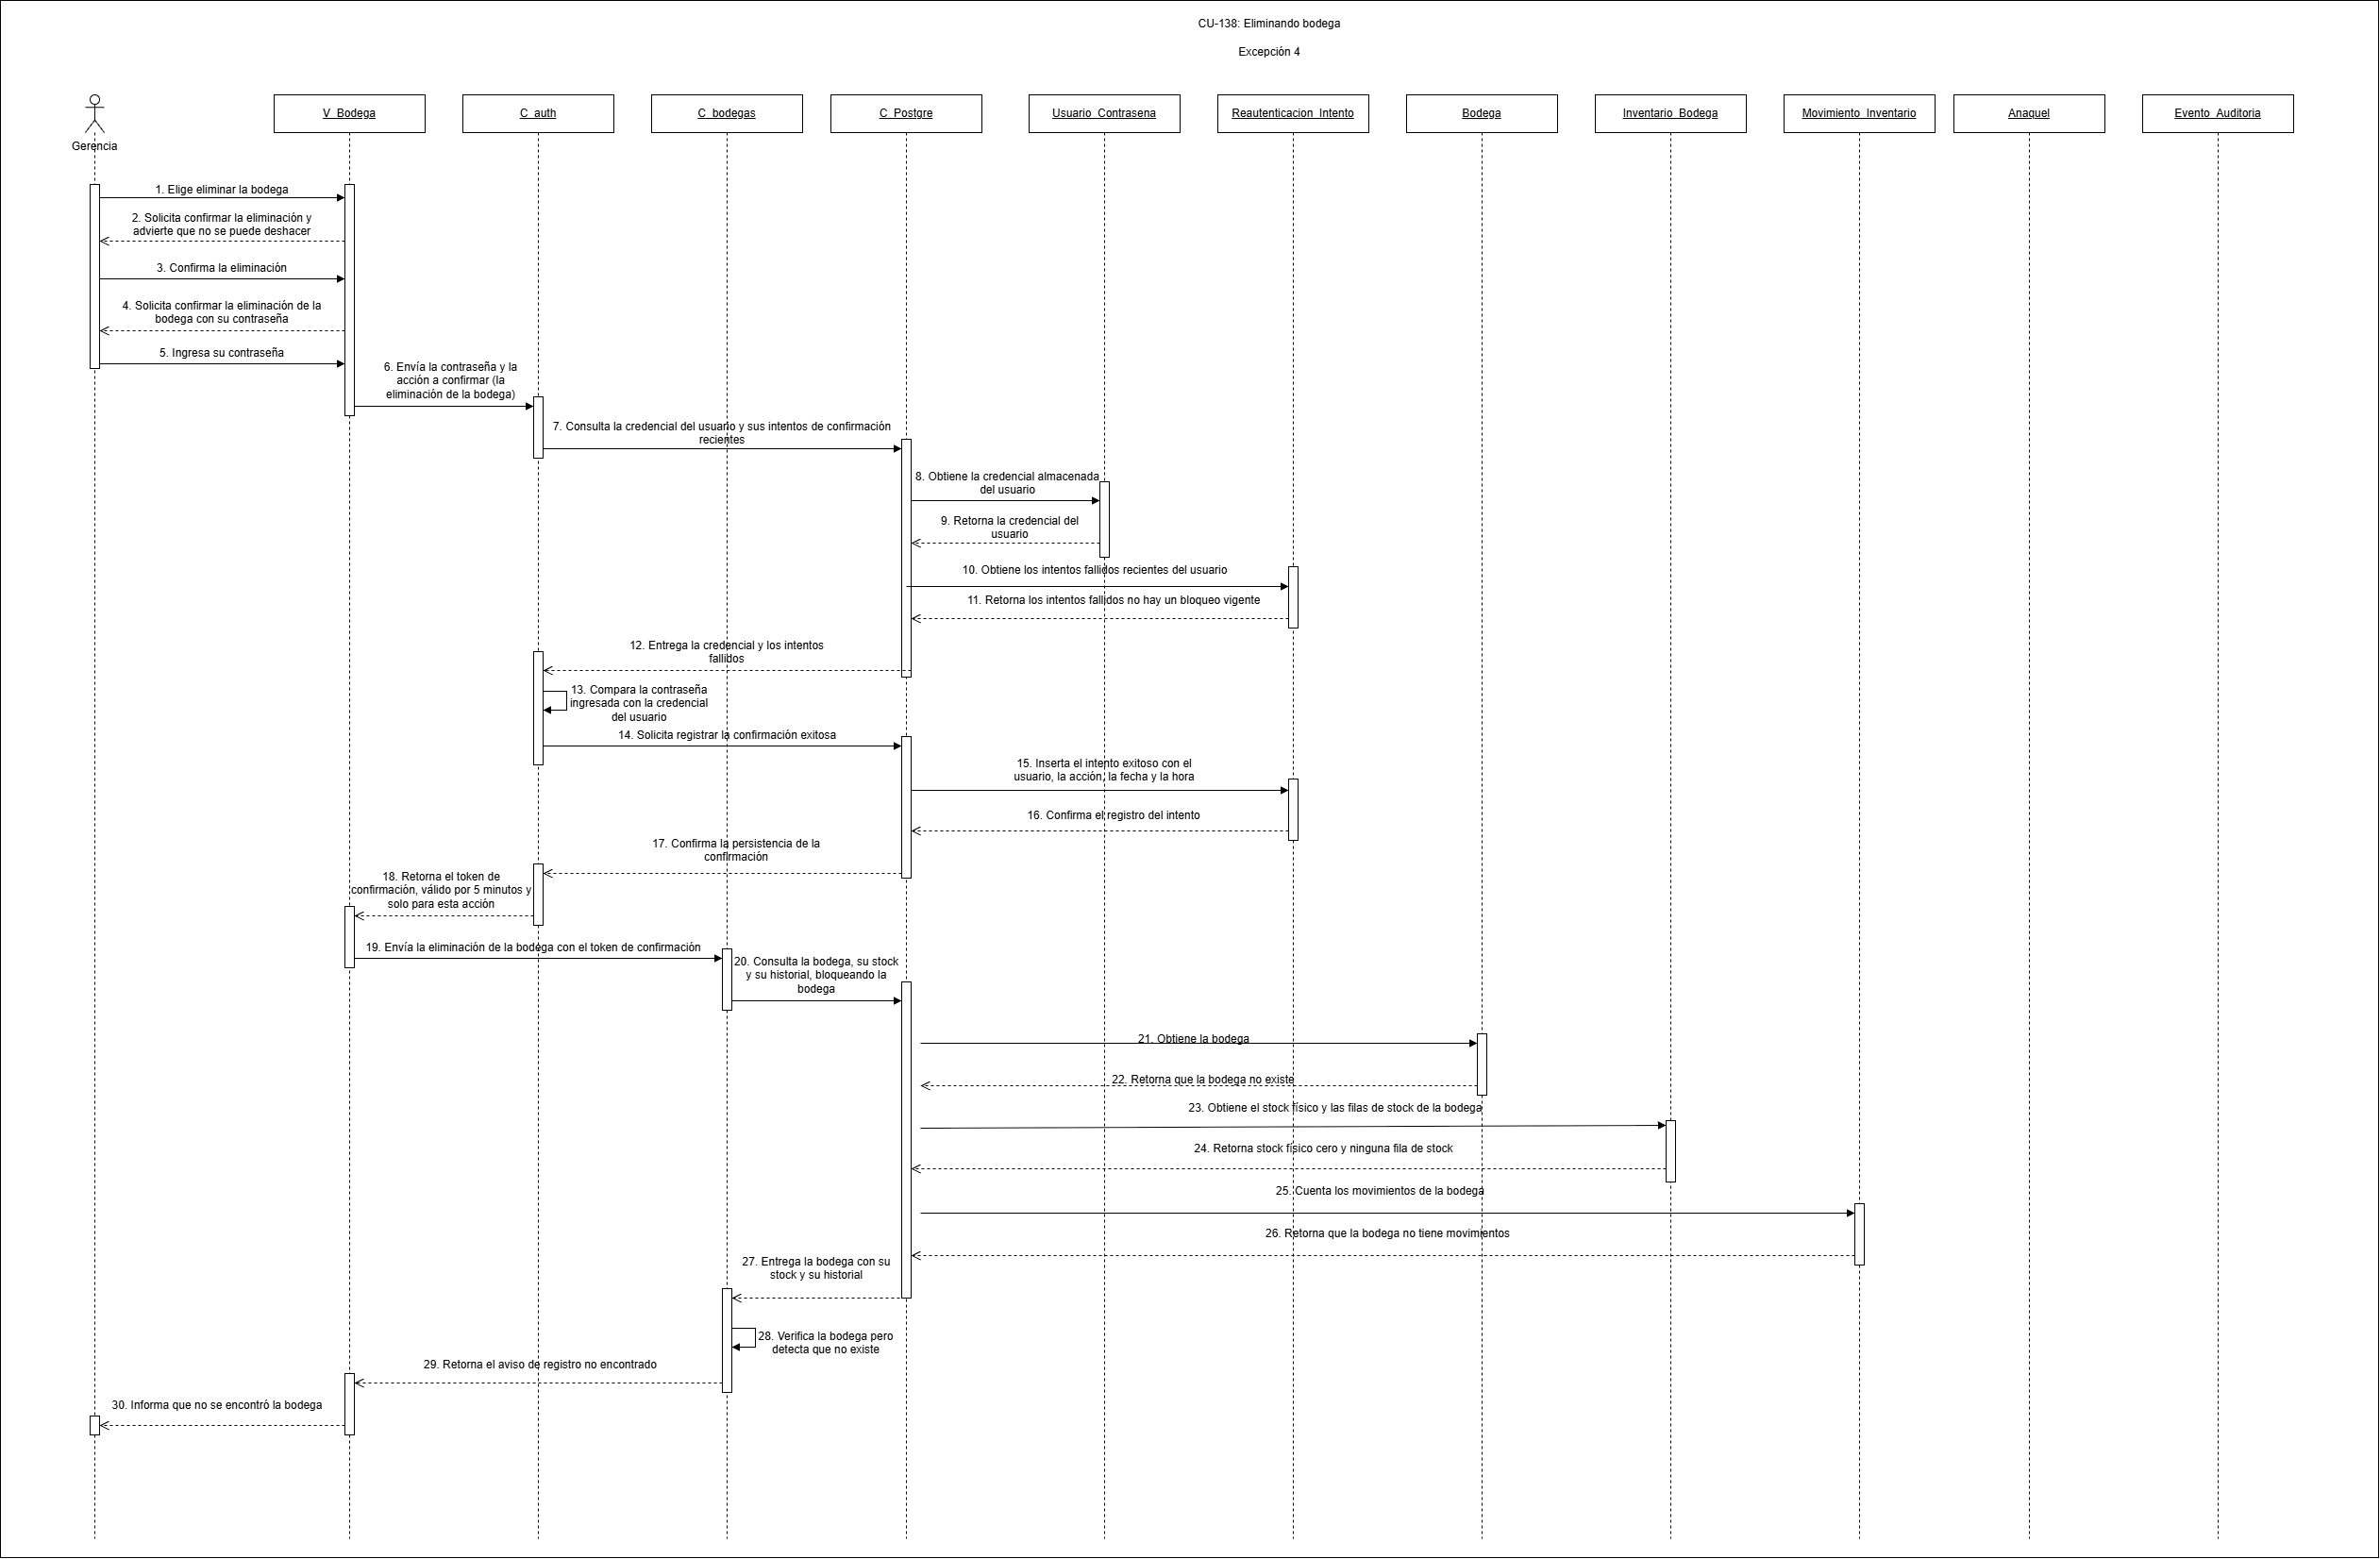 CU-138: Eliminando bodega
Excepción 4
Gerencia
V_Bodega
C_auth
C_bodegas
C_Postgre
Usuario_Contrasena
Reautenticacion_Intento
Bodega
Inventario_Bodega
Movimiento_Inventario
Anaquel
Evento_Auditoria
1. Elige eliminar la bodega
2. Solicita confirmar la eliminación y
advierte que no se puede deshacer
3. Confirma la eliminación
4. Solicita confirmar la eliminación de la
bodega con su contraseña
5. Ingresa su contraseña
6. Envía la contraseña y la
acción a confirmar (la
eliminación de la bodega)
7. Consulta la credencial del usuario y sus intentos de confirmación
recientes
8. Obtiene la credencial almacenada
del usuario
9. Retorna la credencial del
usuario
10. Obtiene los intentos fallidos recientes del usuario
11. Retorna los intentos fallidos no hay un bloqueo vigente
12. Entrega la credencial y los intentos
fallidos
13. Compara la contraseña
ingresada con la credencial
del usuario
14. Solicita registrar la confirmación exitosa
15. Inserta el intento exitoso con el
usuario, la acción, la fecha y la hora
16. Confirma el registro del intento
17. Confirma la persistencia de la
confirmación
18. Retorna el token de
confirmación, válido por 5 minutos y
solo para esta acción
19. Envía la eliminación de la bodega con el token de confirmación
20. Consulta la bodega, su stock
y su historial, bloqueando la
bodega
21. Obtiene la bodega
22. Retorna que la bodega no existe
23. Obtiene el stock físico y las filas de stock de la bodega
24. Retorna stock físico cero y ninguna fila de stock
25. Cuenta los movimientos de la bodega
26. Retorna que la bodega no tiene movimientos
27. Entrega la bodega con su
stock y su historial
28. Verifica la bodega pero
detecta que no existe
29. Retorna el aviso de registro no encontrado
30. Informa que no se encontró la bodega